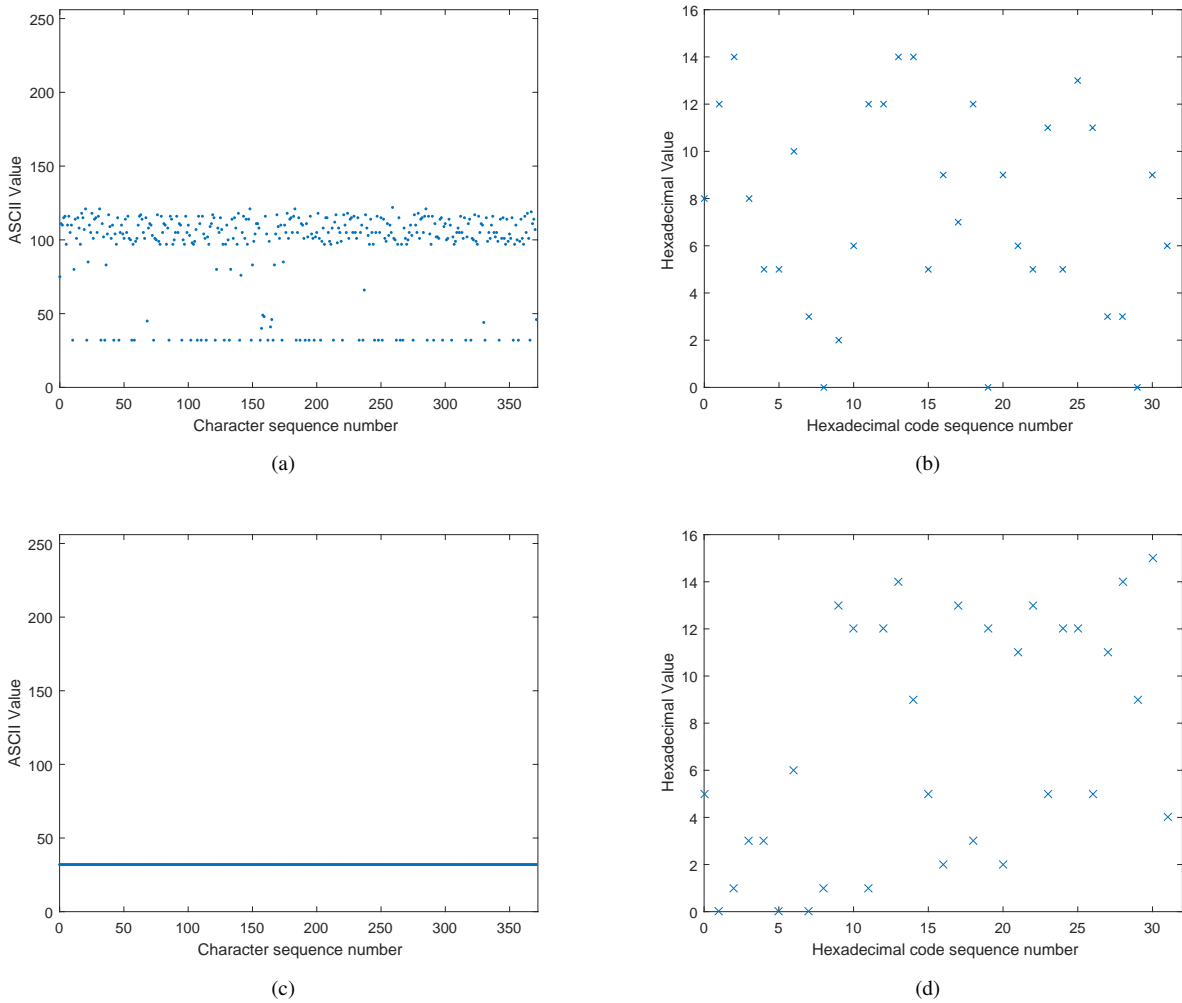 250
200
150
100
50
0
ASCII Value
0 50 100 150 200 250 300 350
Character sequence number
(a)
16
14
12
10
8
6
4
2
0
Hexadecimal Value
0 5 10 15 20 25 30
Hexadecimal code sequence number
(b)
250
200
150
100
50
0
ASCII Value
0 50 100 150 200 250 300 350
Character sequence number
(c)
16
14
12
10
8
6
4
2
0
Hexadecimal Value
0 5 10 15 20 25 30
Hexadecimal code sequence number
(d)